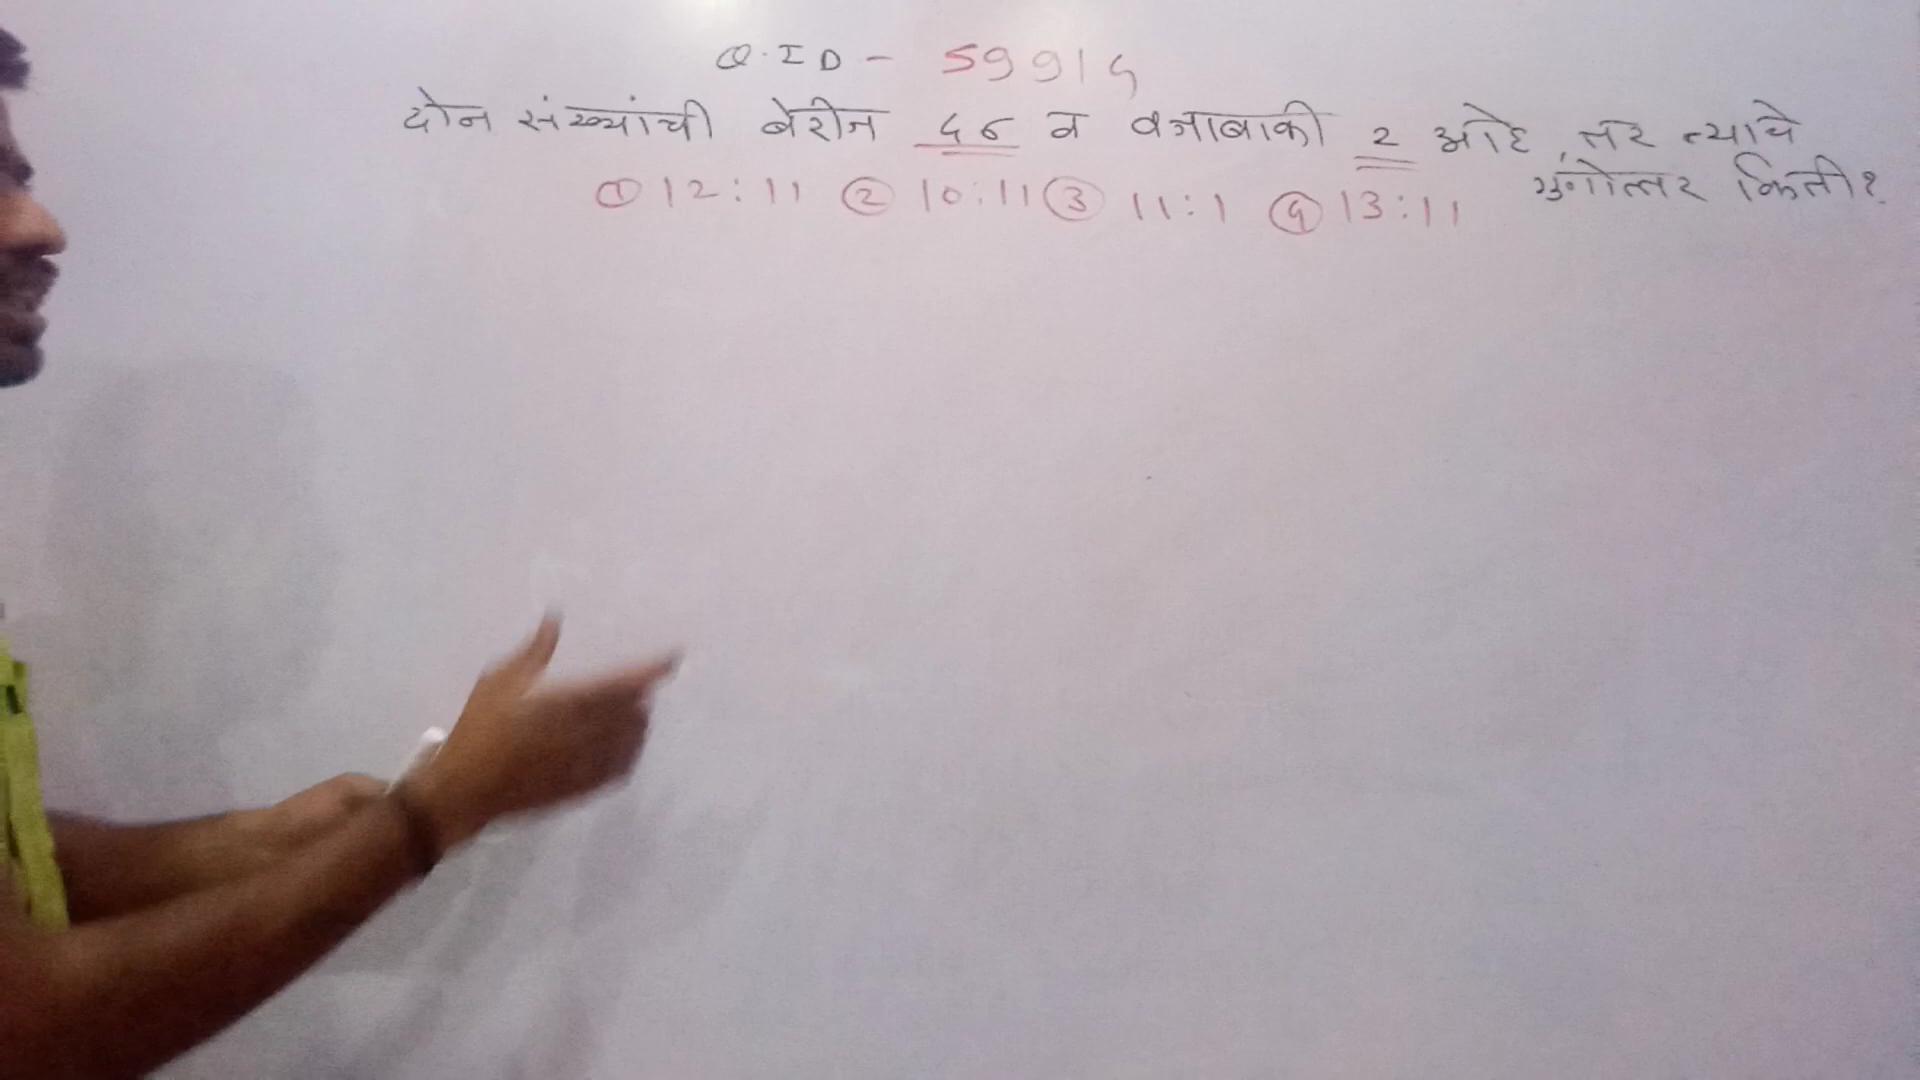 Q.ID - 59914
दोन संख्यांची बेरीज 46 व वजाबाकी 2 आहे, तर त्याचे
गुणोत्तर किती?
① 12:11 ② 10:11 ③ 11:1 ④ 13:11